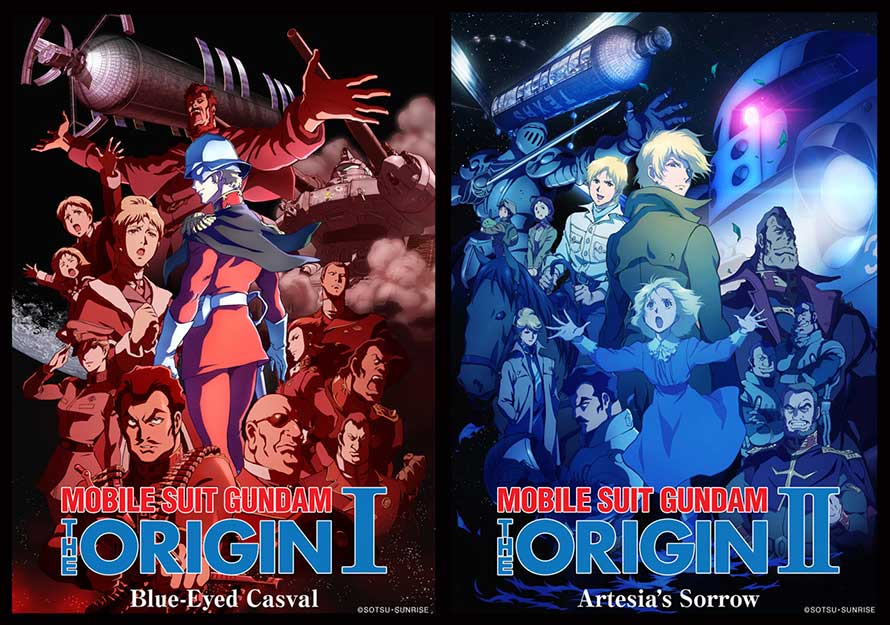 MOBILE SUIT GUNDAM
THE ORIGIN I
Blue-Eyed Casval
©SOTSU・SUNRISE
MOBILE SUIT GUNDAM
THE ORIGIN II
Artesia's Sorrow
©SOTSU・SUNRISE